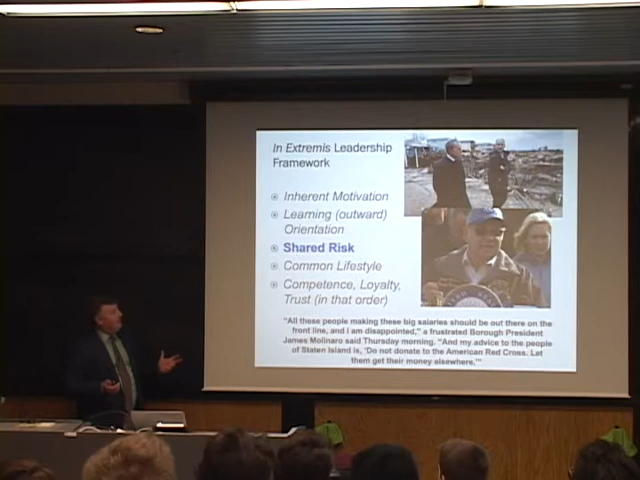 In Extremis Leadership
Framework
Inherent Motivation
Learning (outward)
Orientation
Shared Risk
Common Lifestyle
Competence, Loyalty,
Trust (in that order)
"All these people making these big salaries should be out there on the
front line, and I am disappointed," a frustrated Borough President
James Molinaro said Thursday morning. "And my advice to the people
of Staten Island is, 'Do not donate to the American Red Cross. Let
them get their money elsewhere.'"